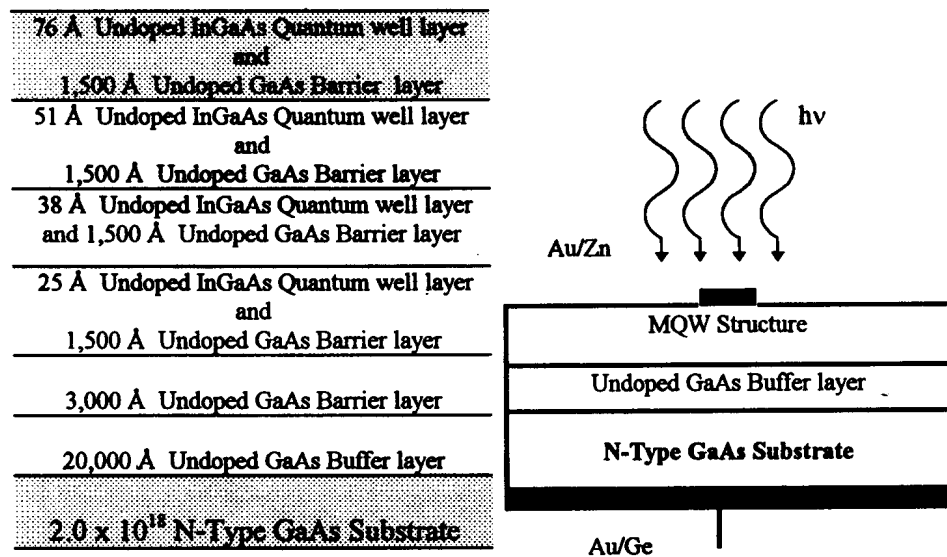 76 Å Undoped InGaAs Quantum well layer
and
1,500 Å Undoped GaAs Barrier layer
51 Å Undoped InGaAs Quantum well layer
and
1,500 Å Undoped GaAs Barrier layer
38 Å Undoped InGaAs Quantum well layer
and 1,500 Å Undoped GaAs Barrier layer
25 Å Undoped InGaAs Quantum well layer
and
1,500 Å Undoped GaAs Barrier layer
3,000 Å Undoped GaAs Barrier layer
20,000 Å Undoped GaAs Buffer layer
2.0 x 10¹⁸ N-Type GaAs Substrate
hν
Au/Zn
MQW Structure
Undoped GaAs Buffer layer
N-Type GaAs Substrate
Au/Ge